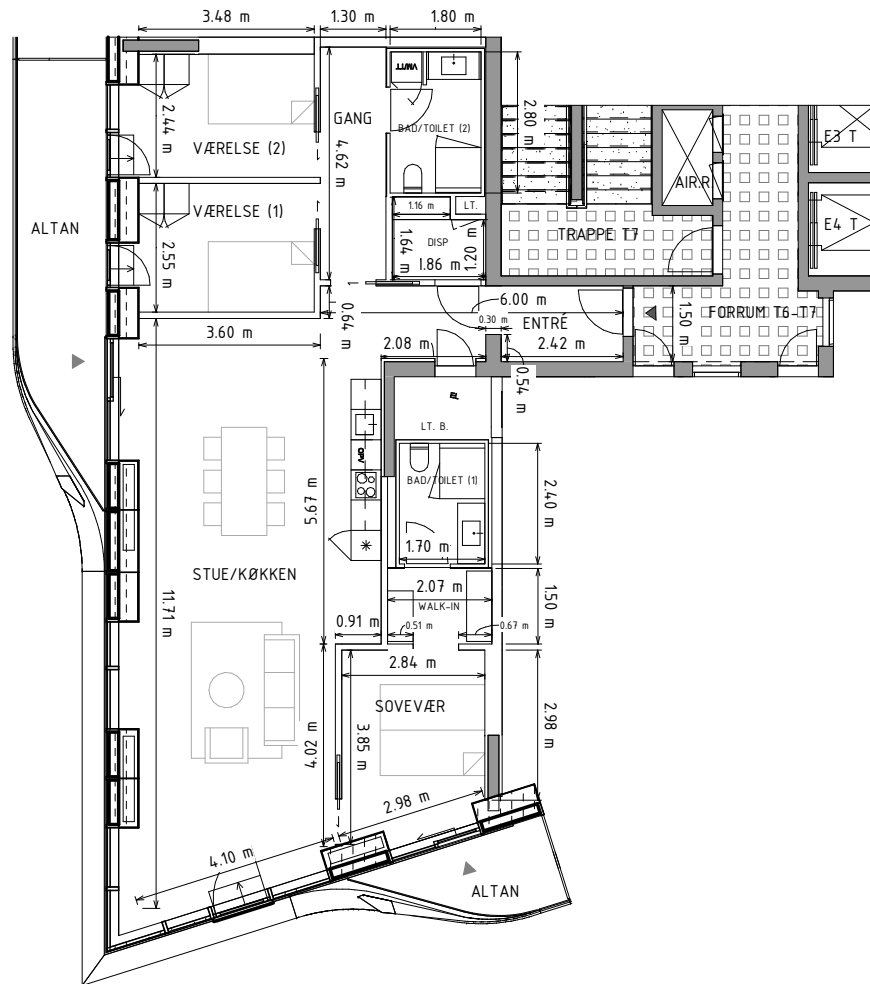 3.48 m
1.30 m
1.80 m
VM/TT
2.44 m
GANG
4.62 m
BAD/TOILET (2)
2.80 m
VÆRELSE (2)
E3 T
AIR.R
VÆRELSE (1)
1.16 m
LT.
ALTAN
2.55 m
1.64 m
DISP
1.20 m
1.86 m
TRAPPE T7
E4 T
6.00 m
0.64 m
0.30 m
ENTRÉ
1.50 m
FORRUM T6-T7
3.60 m
2.08 m
2.42 m
0.54 m
LT. B.
OPV
5.67 m
BAD/TOILET (1)
2.40 m
1.70 m
STUE/KØKKEN
11.71 m
2.07 m
WALK-IN
1.50 m
0.91 m
0.51 m
0.67 m
2.84 m
SOVEVÆR
4.02 m
3.85 m
2.98 m
2.98 m
4.10 m
ALTAN